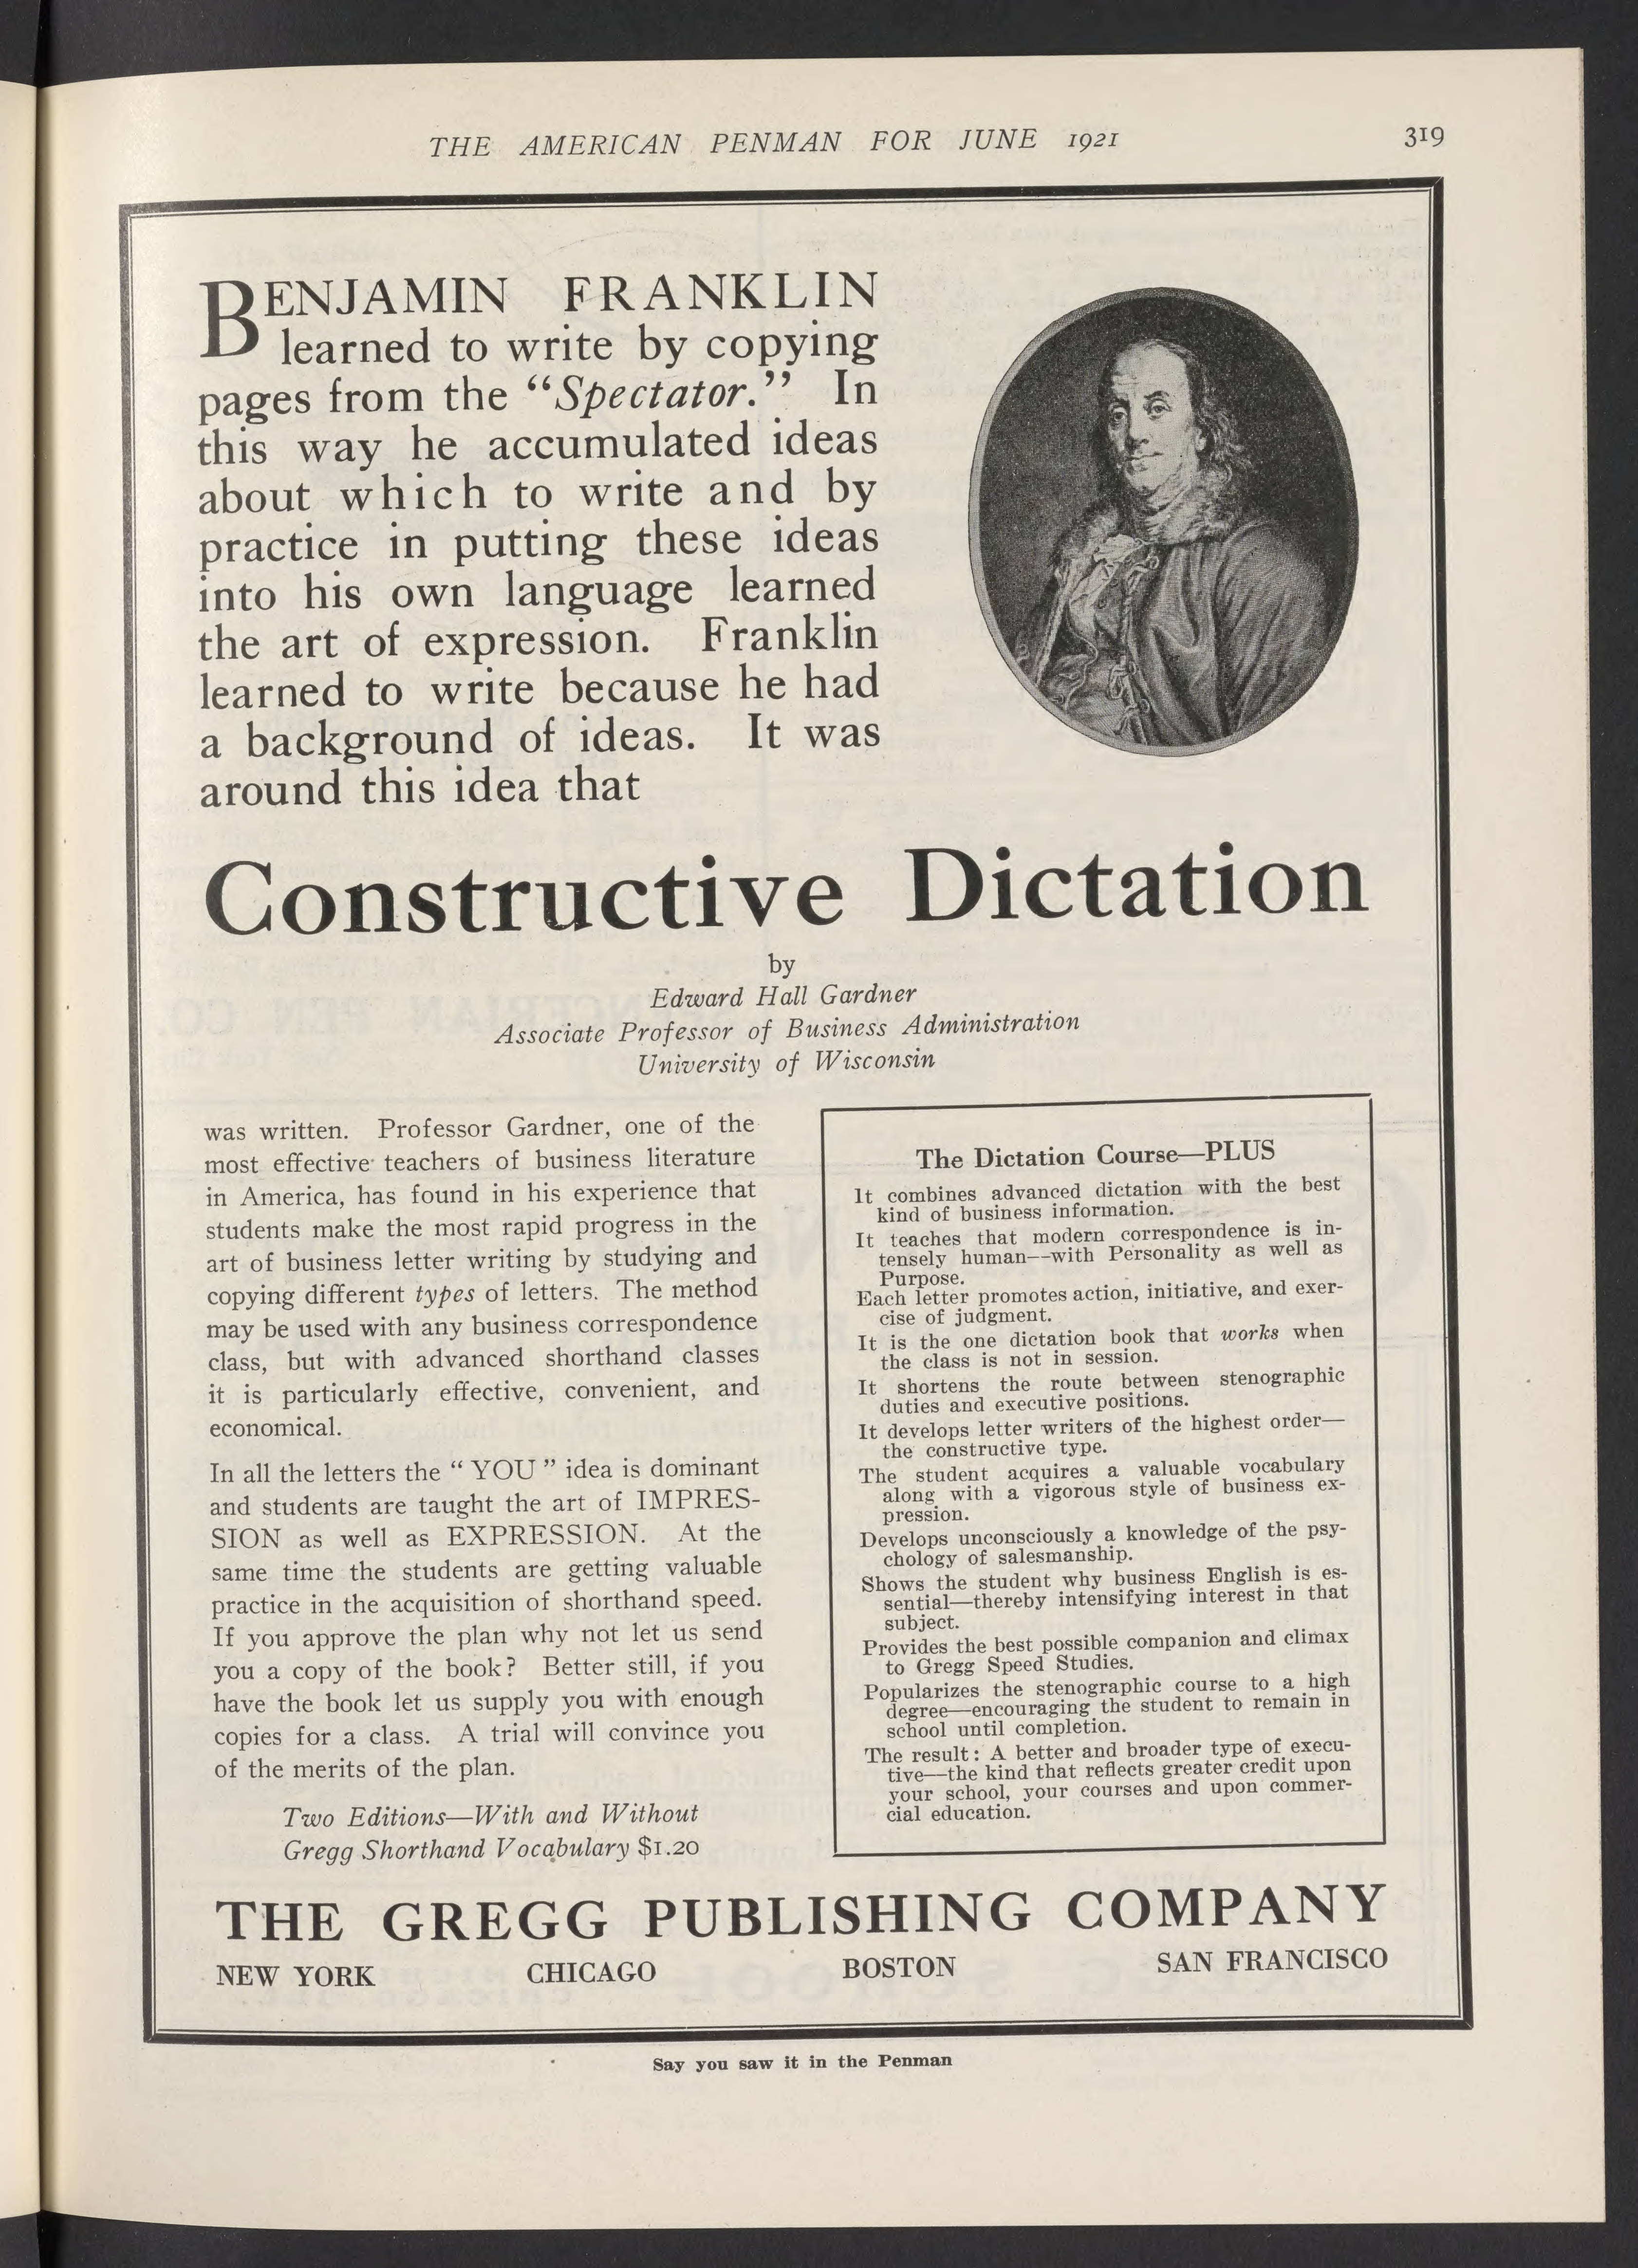 THE AMERICAN PENMAN FOR JUNE 1921
319
BENJAMIN FRANKLIN
learned to write by copying
pages from the “Spectator.” In
this way he accumulated ideas
about which to write and by
practice in putting these ideas
into his own language learned
the art of expression. Franklin
learned to write because he had
a background of ideas. It was
around this idea that
Constructive Dictation
by
Edward Hall Gardner
Associate Professor of Business Administration
University of Wisconsin
was written. Professor Gardner, one of the
most effective teachers of business literature
in America, has found in his experience that
students make the most rapid progress in the
art of business letter writing by studying and
copying different types of letters. The method
may be used with any business correspondence
class, but with advanced shorthand classes
it is particularly effective, convenient, and
economical.
In all the letters the “ YOU ” idea is dominant
and students are taught the art of IMPRES-
SION as well as EXPRESSION. At the
same time the students are getting valuable
practice in the acquisition of shorthand speed.
If you approve the plan why not let us send
you a copy of the book? Better still, if you
have the book let us supply you with enough
copies for a class. A trial will convince you
of the merits of the plan.
Two Editions—With and Without
Gregg Shorthand Vocabulary $1.20
The Dictation Course—PLUS
It combines advanced dictation with the best
kind of business information.
It teaches that modern correspondence is in-
tensely human—with Personality as well as
Purpose.
Each letter promotes action, initiative, and exer-
cise of judgment.
It is the one dictation book that works when
the class is not in session.
It shortens the route between stenographic
duties and executive positions.
It develops letter writers of the highest order—
the constructive type.
The student acquires a valuable vocabulary
along with a vigorous style of business ex-
pression.
Develops unconsciously a knowledge of the psy-
chology of salesmanship.
Shows the student why business English is es-
sential—thereby intensifying interest in that
subject.
Provides the best possible companion and climax
to Gregg Speed Studies.
Popularizes the stenographic course to a high
degree—encouraging the student to remain in
school until completion.
The result: A better and broader type of execu-
tive—the kind that reflects greater credit upon
your school, your courses and upon commer-
cial education.
THE GREGG PUBLISHING COMPANY
NEW YORK CHICAGO BOSTON SAN FRANCISCO
Say you saw it in the Penman